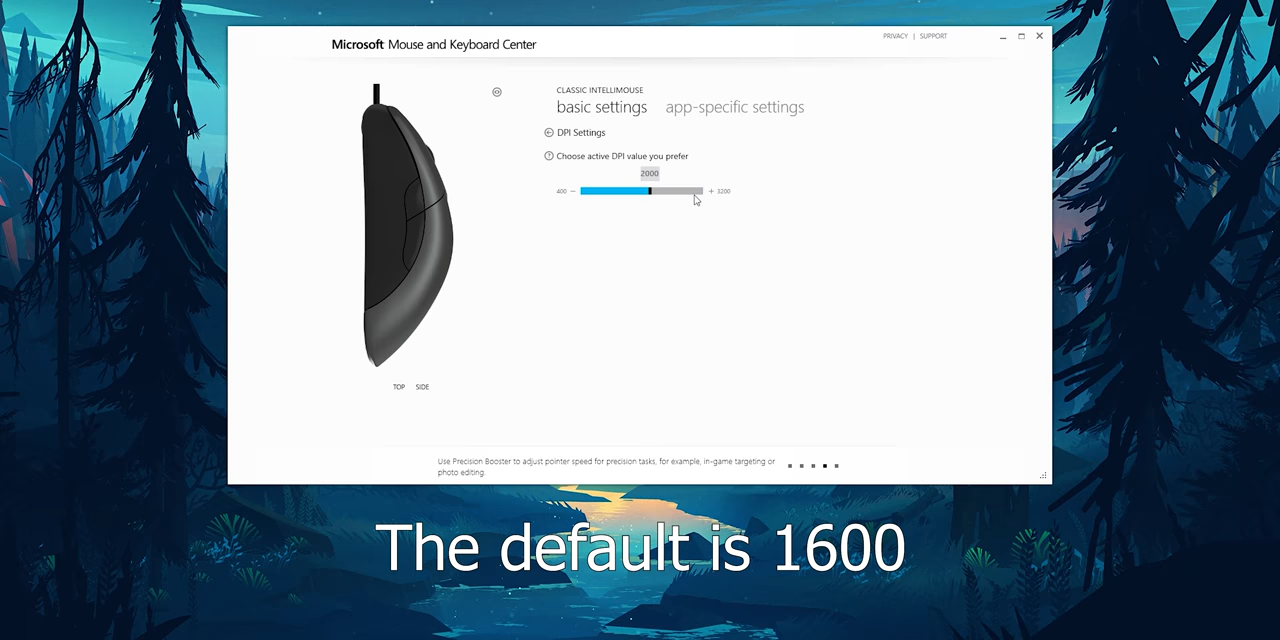 Microsoft Mouse and Keyboard Center
PRIVACY | SUPPORT
CLASSIC INTELLIMOUSE
basic settings app-specific settings
DPI Settings
? Choose active DPI value you prefer
2000
400 − + 3200
TOP SIDE
Use Precision Booster to adjust pointer speed for precision tasks, for example, in-game targeting or
photo editing.
The default is 1600